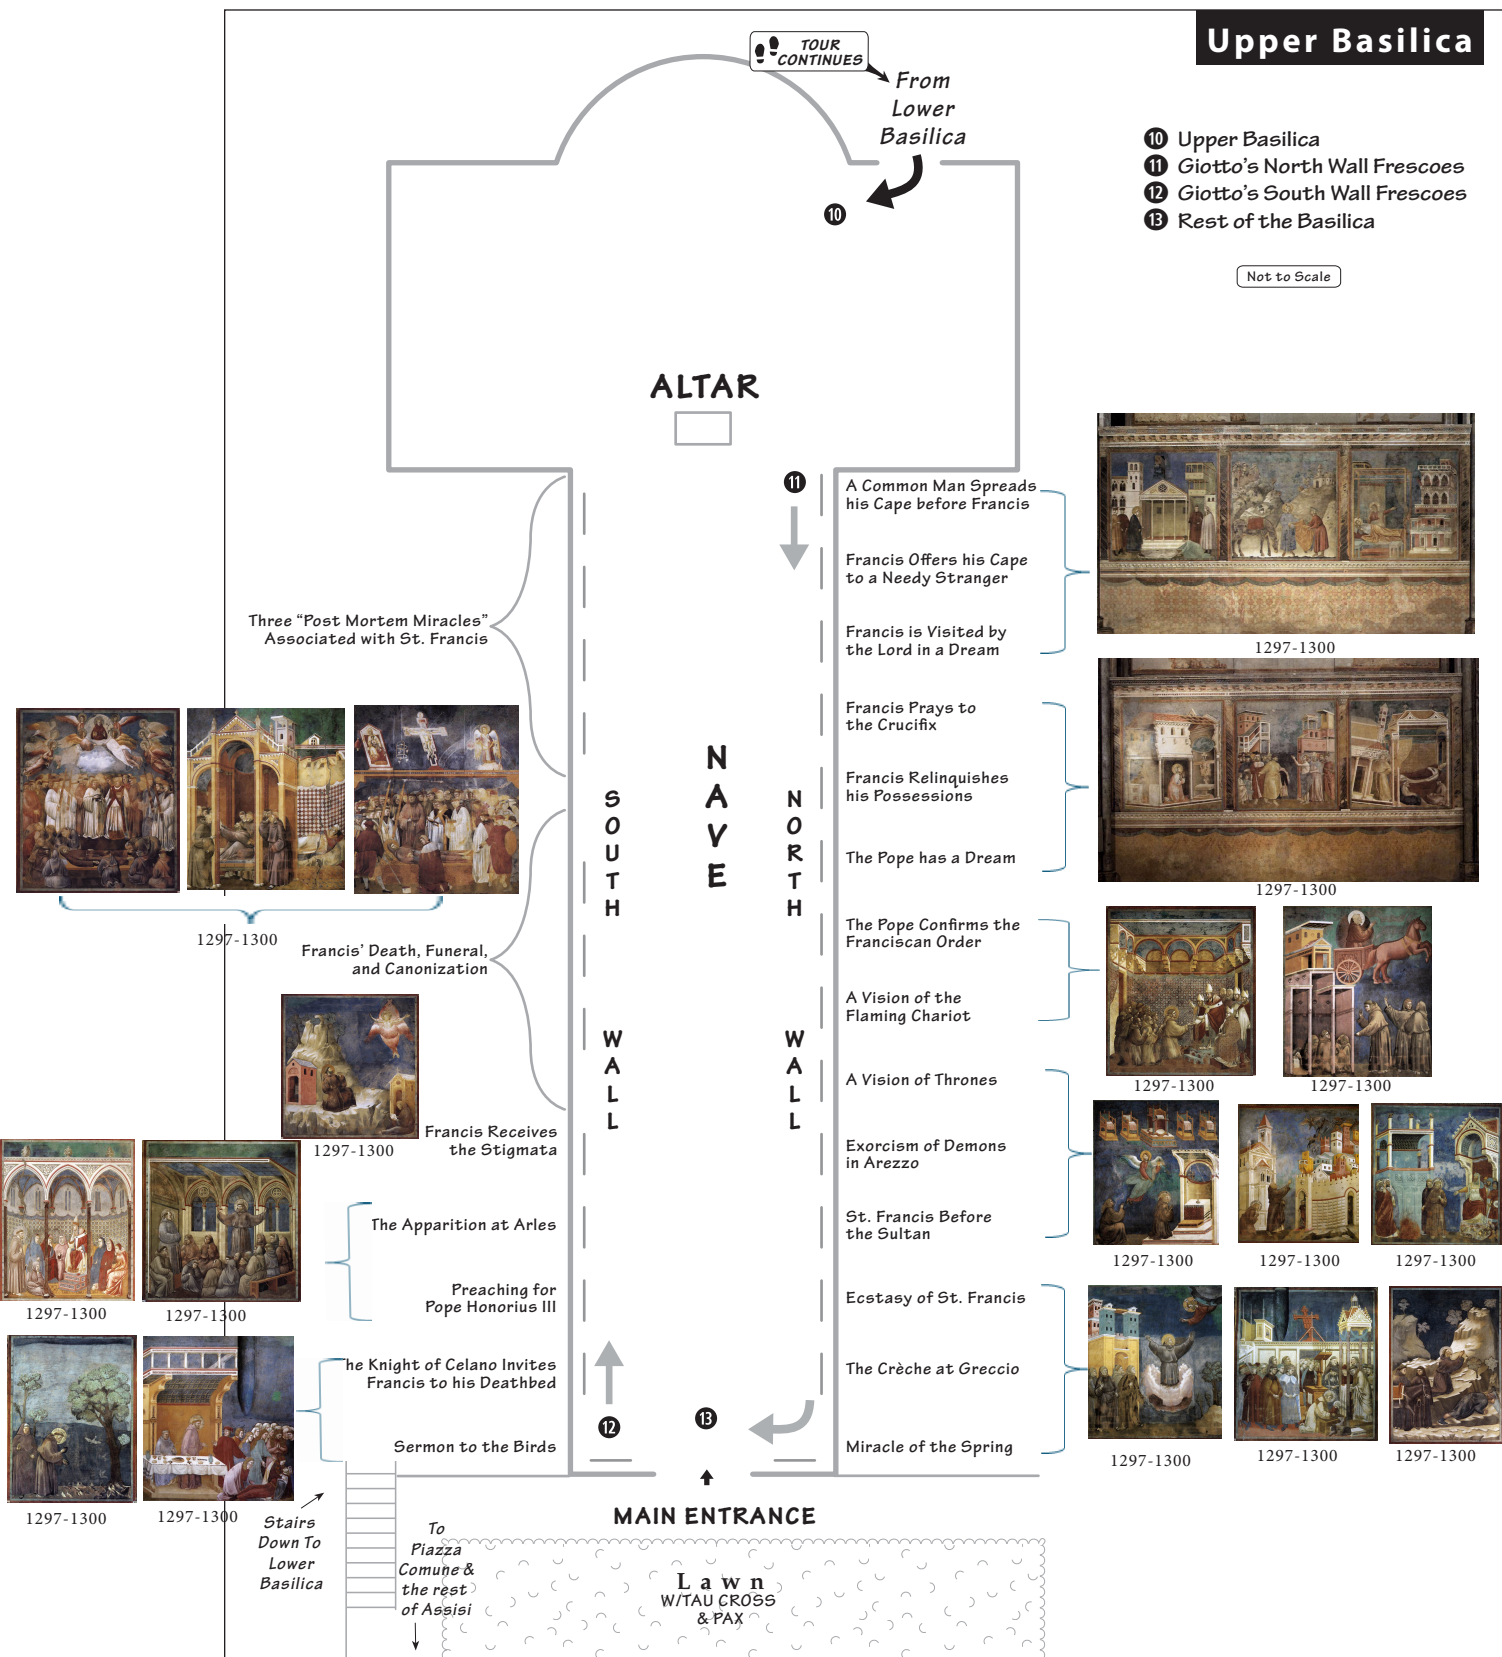 Upper Basilica
TOUR
CONTINUES
From
Lower
Basilica
10 Upper Basilica
11 Giotto's North Wall Frescoes
12 Giotto's South Wall Frescoes
13 Rest of the Basilica
Not to Scale
10
ALTAR
11
A Common Man Spreads
his Cape before Francis
Francis Offers his Cape
to a Needy Stranger
Francis is Visited by
the Lord in a Dream
1297-1300
Francis Prays to
the Crucifix
Francis Relinquishes
his Possessions
The Pope has a Dream
1297-1300
The Pope Confirms the
Franciscan Order
A Vision of the
Flaming Chariot
1297-1300
1297-1300
A Vision of Thrones
Exorcism of Demons
in Arezzo
St. Francis Before
the Sultan
1297-1300
1297-1300
1297-1300
Ecstasy of St. Francis
The Crèche at Greccio
Miracle of the Spring
1297-1300
1297-1300
1297-1300
NAVE
SOUTH WALL
NORTH WALL
Three "Post Mortem Miracles"
Associated with St. Francis
1297-1300
Francis' Death, Funeral,
and Canonization
1297-1300
Francis Receives
the Stigmata
The Apparition at Arles
Preaching for
Pope Honorius III
1297-1300
1297-1300
he Knight of Celano Invites
Francis to his Deathbed
Sermon to the Birds
1297-1300
1297-1300
12
13
MAIN ENTRANCE
Stairs
Down To
Lower
Basilica
To
Piazza
Comune &
the rest
of Assisi
Lawn
W/TAU CROSS
& PAX